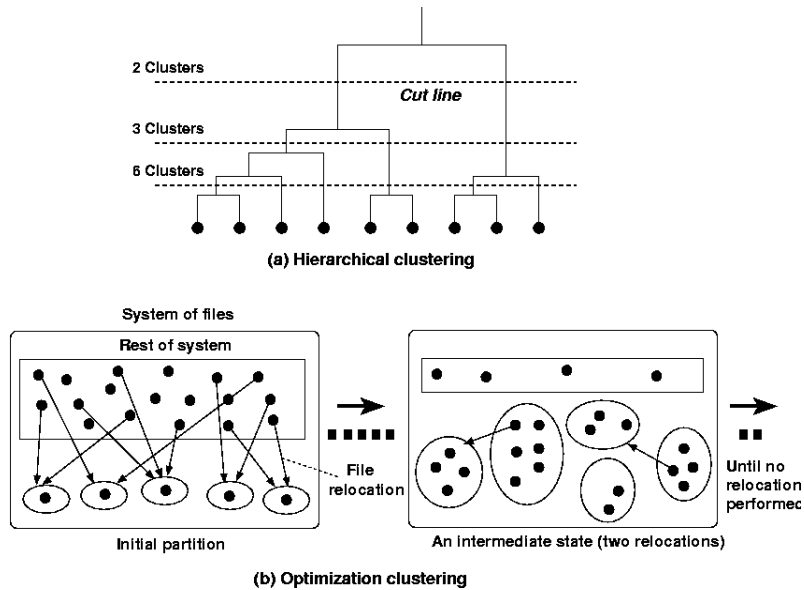 2 Clusters
Cut line
3 Clusters
6 Clusters
(a) Hierarchical clustering
System of files
Rest of system
File
relocation
Until no
relocation
performed
Initial partition
An intermediate state (two relocations)
(b) Optimization clustering